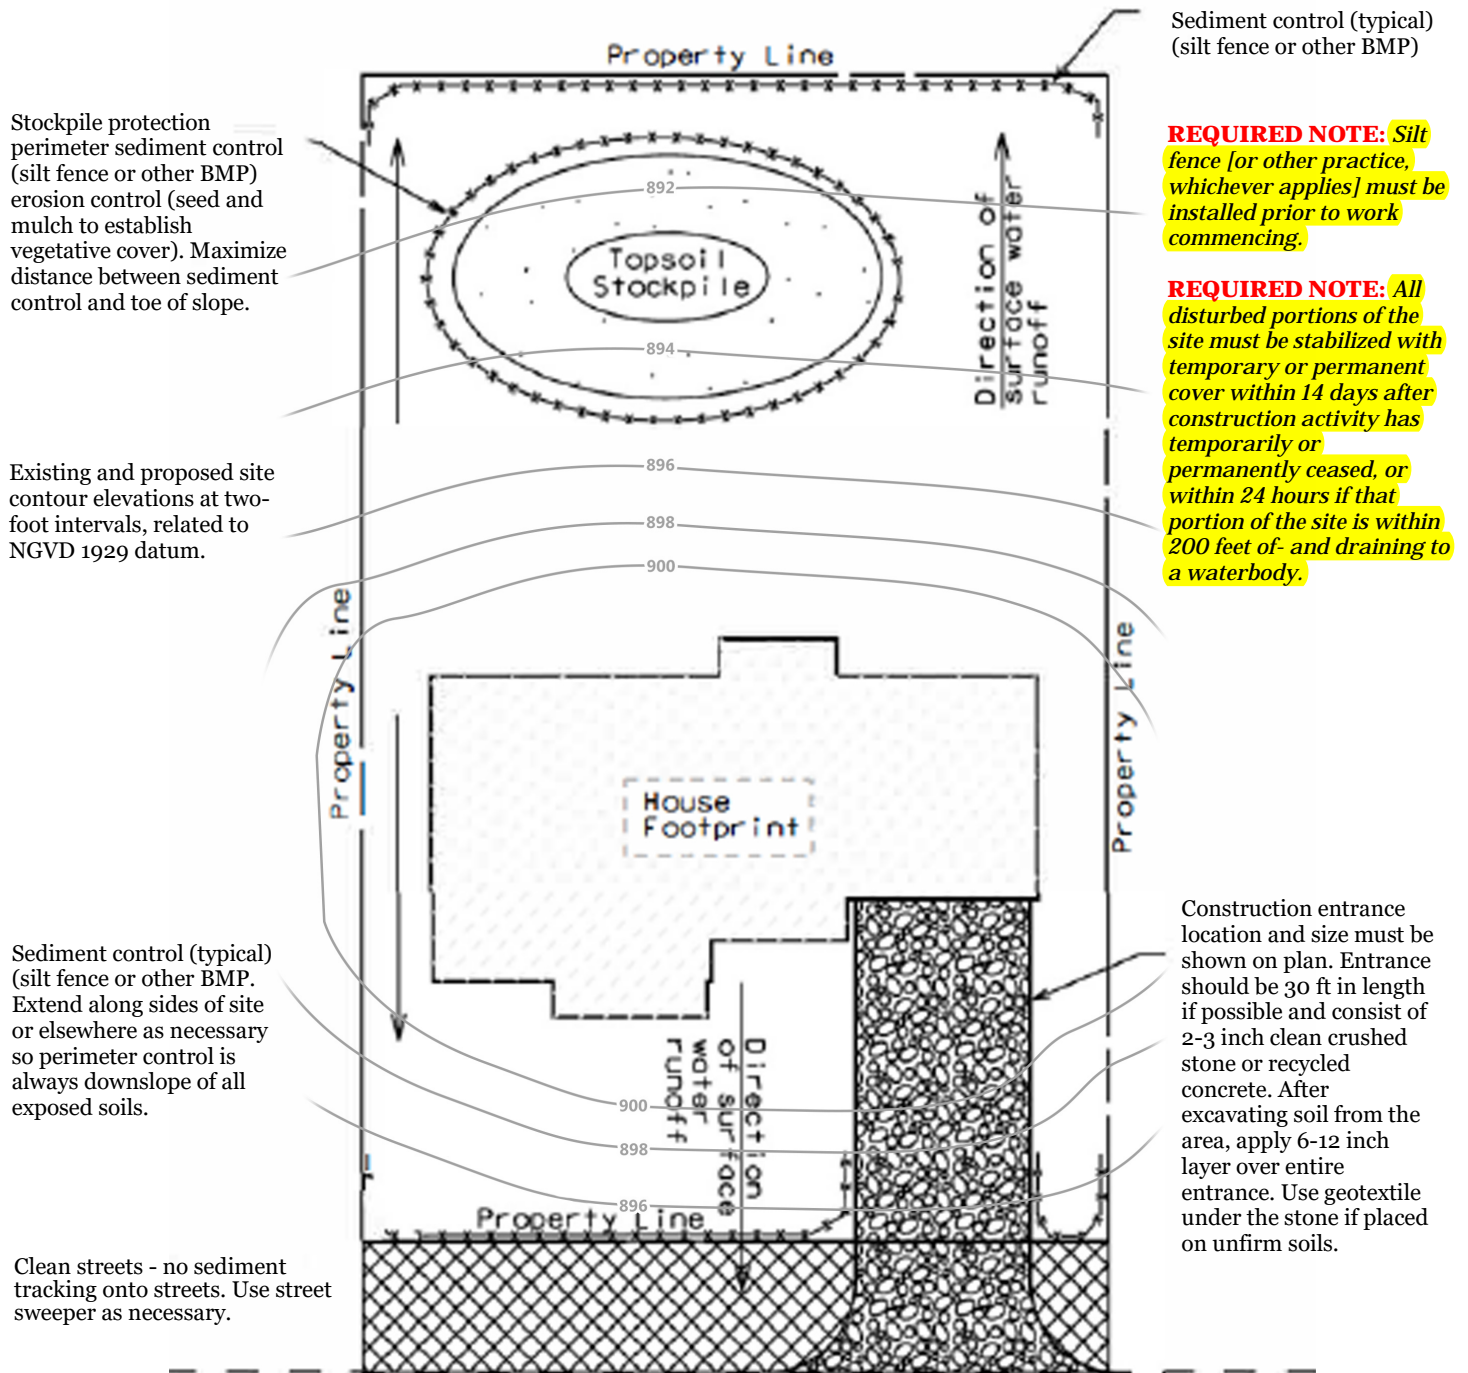 Sediment control (typical)
(silt fence or other BMP)
Property Line
Stockpile protection
perimeter sediment control
(silt fence or other BMP)
erosion control (seed and
mulch to establish
vegetative cover). Maximize
distance between sediment
control and toe of slope.
REQUIRED NOTE: Silt
fence [or other practice,
whichever applies] must be
installed prior to work
commencing.
892
Topsoil
Stockpile
Direction of
surface water
runoff
REQUIRED NOTE: All
disturbed portions of the
site must be stabilized with
temporary or permanent
cover within 14 days after
construction activity has
temporarily or
permanently ceased, or
within 24 hours if that
portion of the site is within
200 feet of- and draining to
a waterbody.
894
Existing and proposed site
contour elevations at two-
foot intervals, related to
NGVD 1929 datum.
896
898
900
Property Line
Property Line
House
Footprint
Sediment control (typical)
(silt fence or other BMP.
Extend along sides of site
or elsewhere as necessary
so perimeter control is
always downslope of all
exposed soils.
Construction entrance
location and size must be
shown on plan. Entrance
should be 30 ft in length
if possible and consist of
2-3 inch clean crushed
stone or recycled
concrete. After
excavating soil from the
area, apply 6-12 inch
layer over entire
entrance. Use geotextile
under the stone if placed
on unfirm soils.
Direction
of surface
water
runoff
900
898
896
Property Line
Clean streets - no sediment
tracking onto streets. Use street
sweeper as necessary.